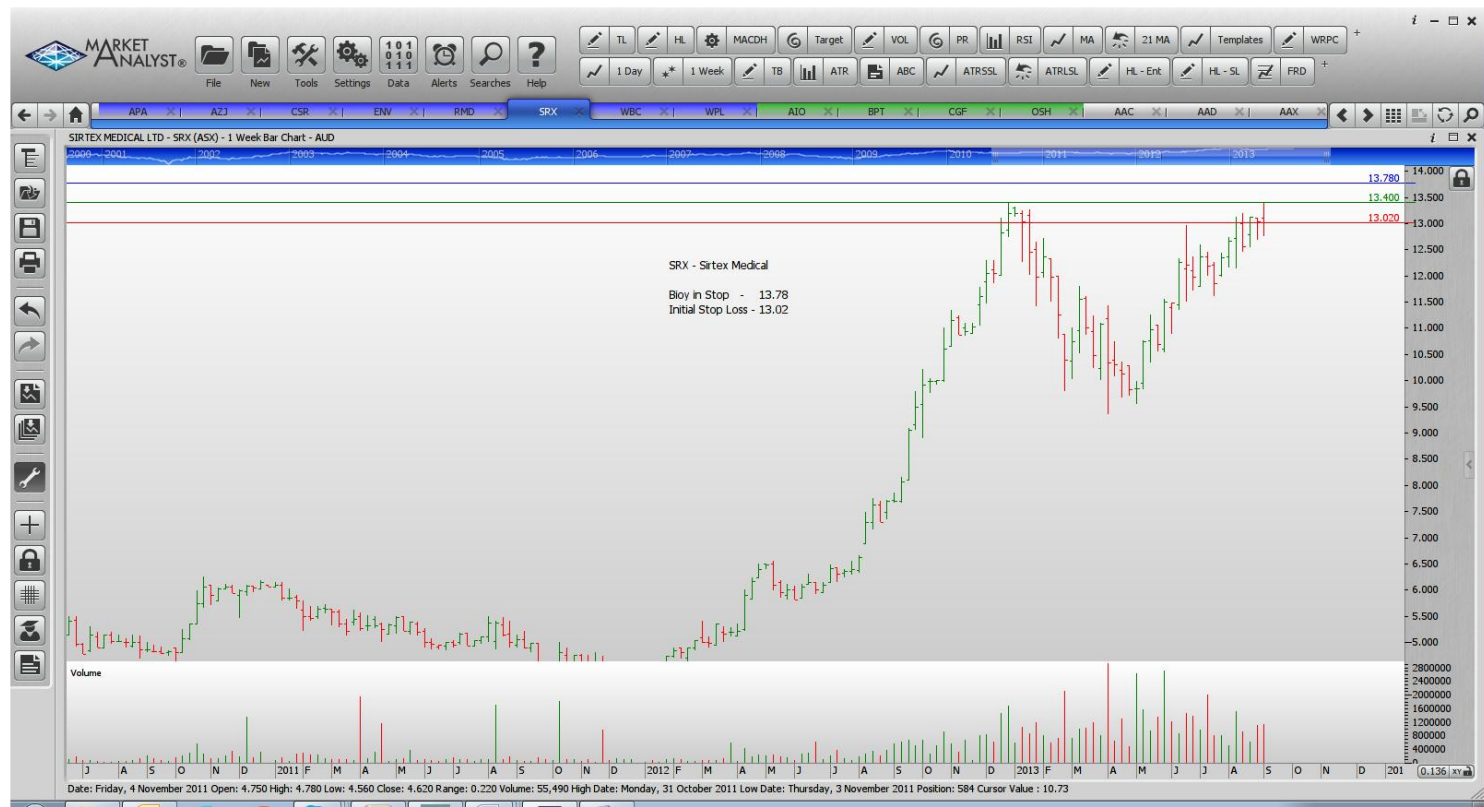 i
MARKET
ANALYST®
File New Tools Settings Data Alerts Searches Help
101
010
111
TL HL MACDH Target VOL PR RSI MA 21 MA Templates WRPC +
1 Day 1 Week TB ATR ABC ATRSSL ATRLSL HL - Ent HL - SL FRD +
APA AZJ CSR ENV RMD SRX WBC WPL AIO BPT CGF OSH AAC AAD AAX
SIRTEX MEDICAL LTD - SRX (ASX) - 1 Week Bar Chart - AUD
i
2000 2001 2002 2003 2004 2005 2006 2007 2008 2009 2010 2011 2012 2013
14.000
13.780
13.400
13.500
13.020
13.000
12.500
SRX - Sirtex Medical
12.000
Bioy in Stop - 13.78
11.500
Initial Stop Loss - 13.02
11.000
10.500
10.000
9.500
9.000
8.500
8.000
7.500
7.000
6.500
6.000
5.500
5.000
Volume
2800000
2400000
2000000
1600000
1200000
800000
400000
0
J A S O N D 2011 F M A M J J A S O N D 2012 F M A M J J A S O N D 2013 F M A M J J A S O N D 201
0.136 XY
Date: Friday, 4 November 2011 Open: 4.750 High: 4.780 Low: 4.560 Close: 4.620 Range: 0.220 Volume: 55,490 High Date: Monday, 31 October 2011 Low Date: Thursday, 3 November 2011 Position: 584 Cursor Value : 10.73